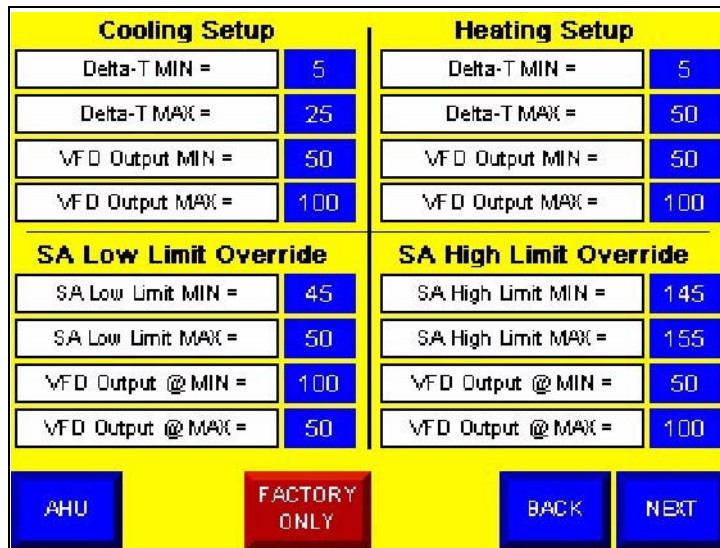 Cooling Setup
Delta-T MIN = 5
Delta-T MAX = 25
VFD Output MIN = 50
VFD Output MAX = 100
Heating Setup
Delta-T MIN = 5
Delta-T MAX = 50
VFD Output MIN = 50
VFD Output MAX = 100
SA Low Limit Override
SA Low Limit MIN = 45
SA Low Limit MAX = 50
VFD Output @ MIN = 100
VFD Output @ MAX = 50
SA High Limit Override
SA High Limit MIN = 145
SA High Limit MAX = 155
VFD Output @ MIN = 50
VFD Output @ MAX = 100
AHU
FACTORY
ONLY
BACK
NEXT